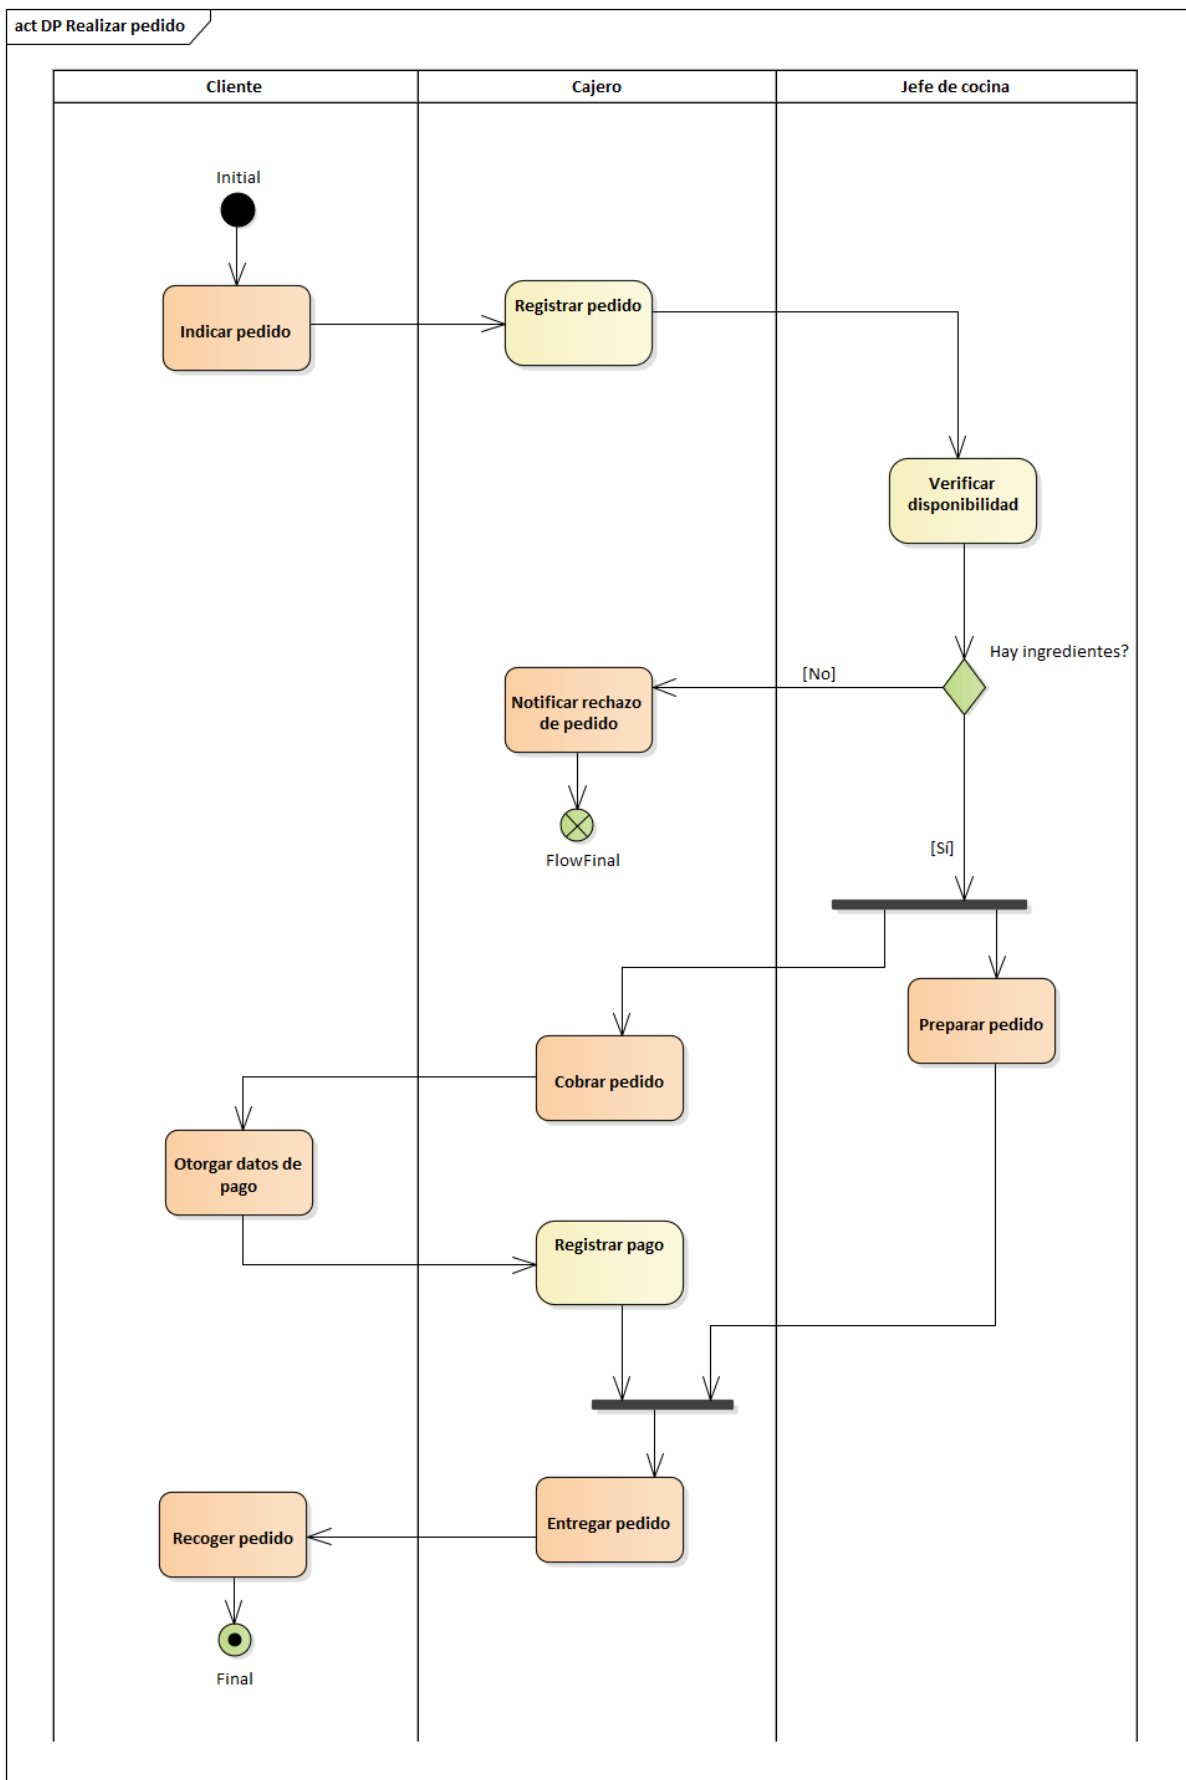 act DP Realizar pedido
Cliente
Cajero
Jefe de cocina
Initial
Indicar pedido
Registrar pedido
Verificar
disponibilidad
Hay ingredientes?
[No]
Notificar rechazo
de pedido
FlowFinal
[Sí]
Preparar pedido
Cobrar pedido
Otorgar datos de
pago
Registrar pago
Entregar pedido
Recoger pedido
Final